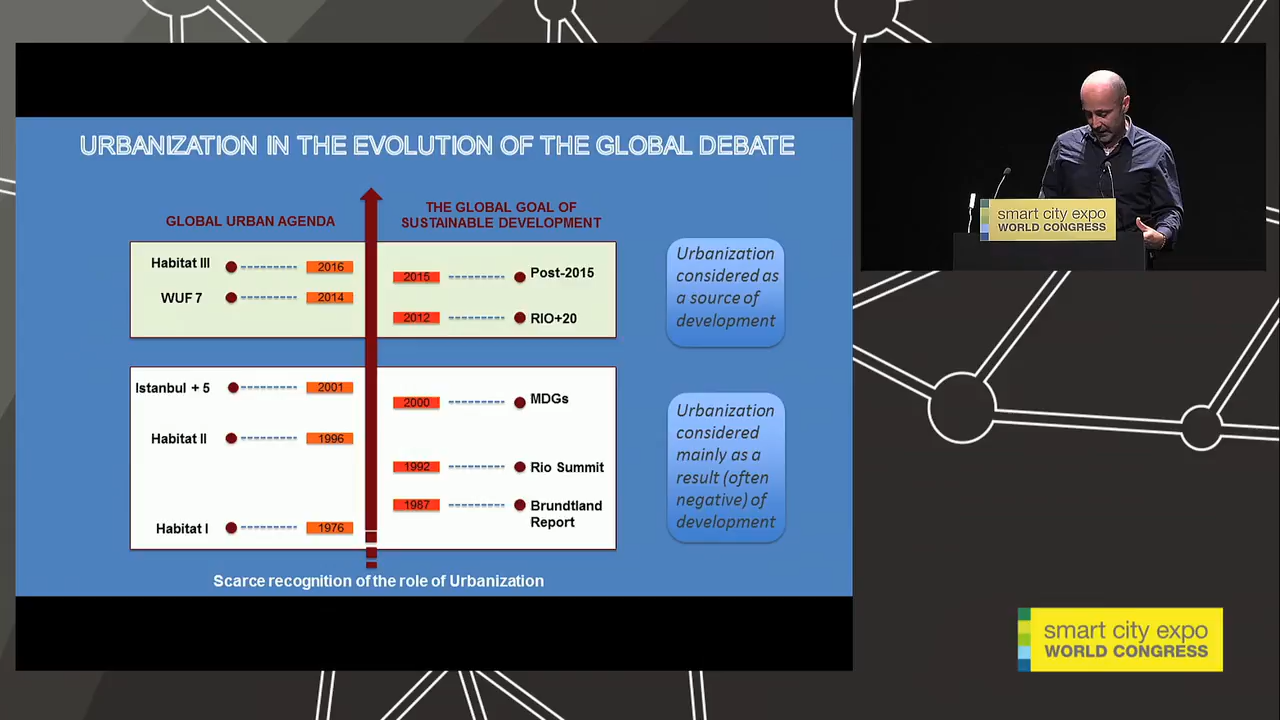 URBANIZATION IN THE EVOLUTION OF THE GLOBAL DEBATE
GLOBAL URBAN AGENDA
THE GLOBAL GOAL OF
SUSTAINABLE DEVELOPMENT
Habitat III
2016
WUF 7
2014
2015
Post-2015
2012
RIO+20
Urbanization
considered as
a source of
development
Istanbul + 5
2001
Habitat II
1996
Habitat I
1976
2000
MDGs
1992
Rio Summit
1987
Brundtland
Report
Urbanization
considered
mainly as a
result (often
negative) of
development
Scarce recognition of the role of Urbanization
smart city expo
WORLD CONGRESS
smart city expo
WORLD CONGRESS